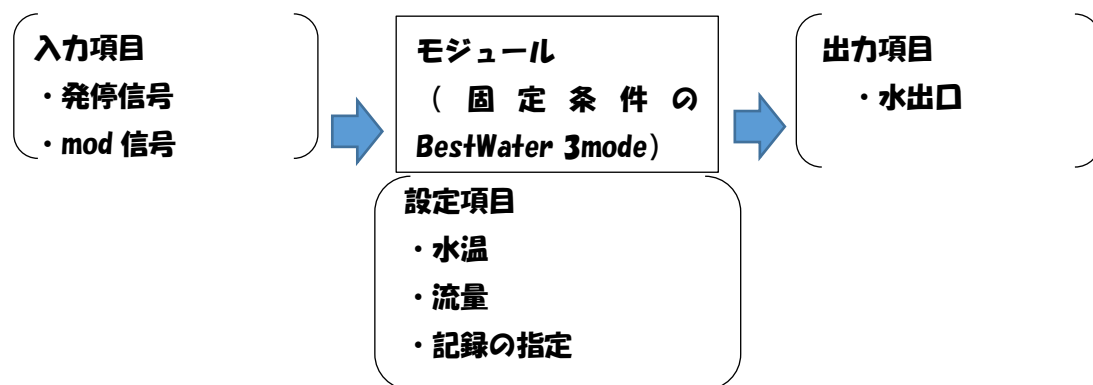 入力項目
・発停信号
・mod 信号
モジュール
（固定条件の
BestWater 3mode）
設定項目
・水温
・流量
・記録の指定
出力項目
・水出口